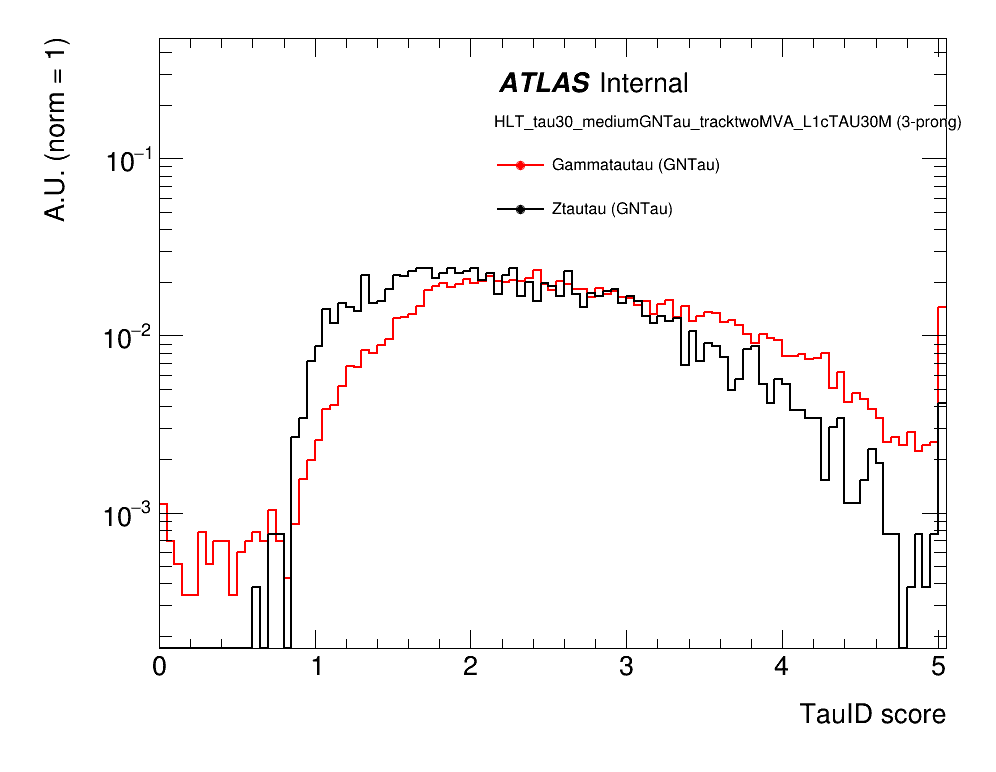 A.U. (norm = 1)
ATLAS Internal
HLT_tau30_mediumGNTau_tracktwoMVA_L1cTAU30M (3-prong)
Gammatautau (GNTau)
Ztautau (GNTau)
10⁻¹
10⁻²
10⁻³
0 1 2 3 4 5
TauID score